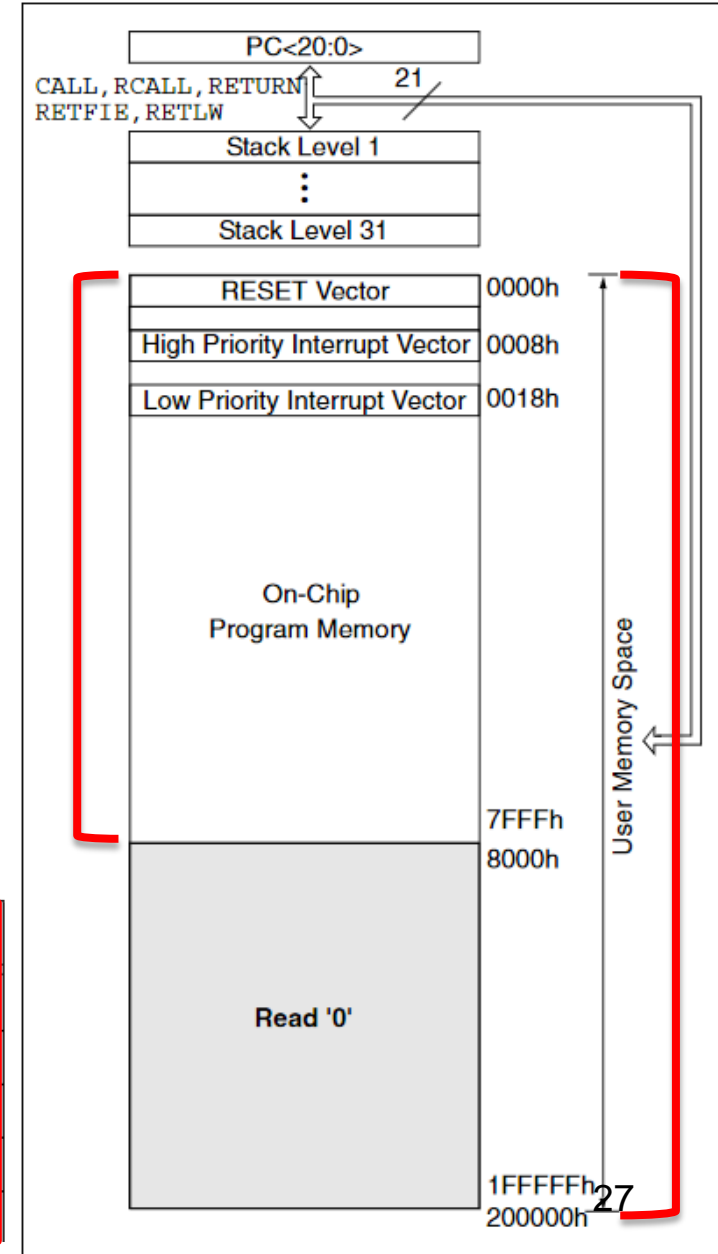 PC<20:0>
CALL,RCALL,RETURN
RETFIE,RETLW
21
Stack Level 1
Stack Level 31
RESET Vector
0000h
High Priority Interrupt Vector
0008h
Low Priority Interrupt Vector
0018h
On-Chip
Program Memory
User Memory Space
7FFFh
8000h
Read '0'
1FFFFFh
27
200000h